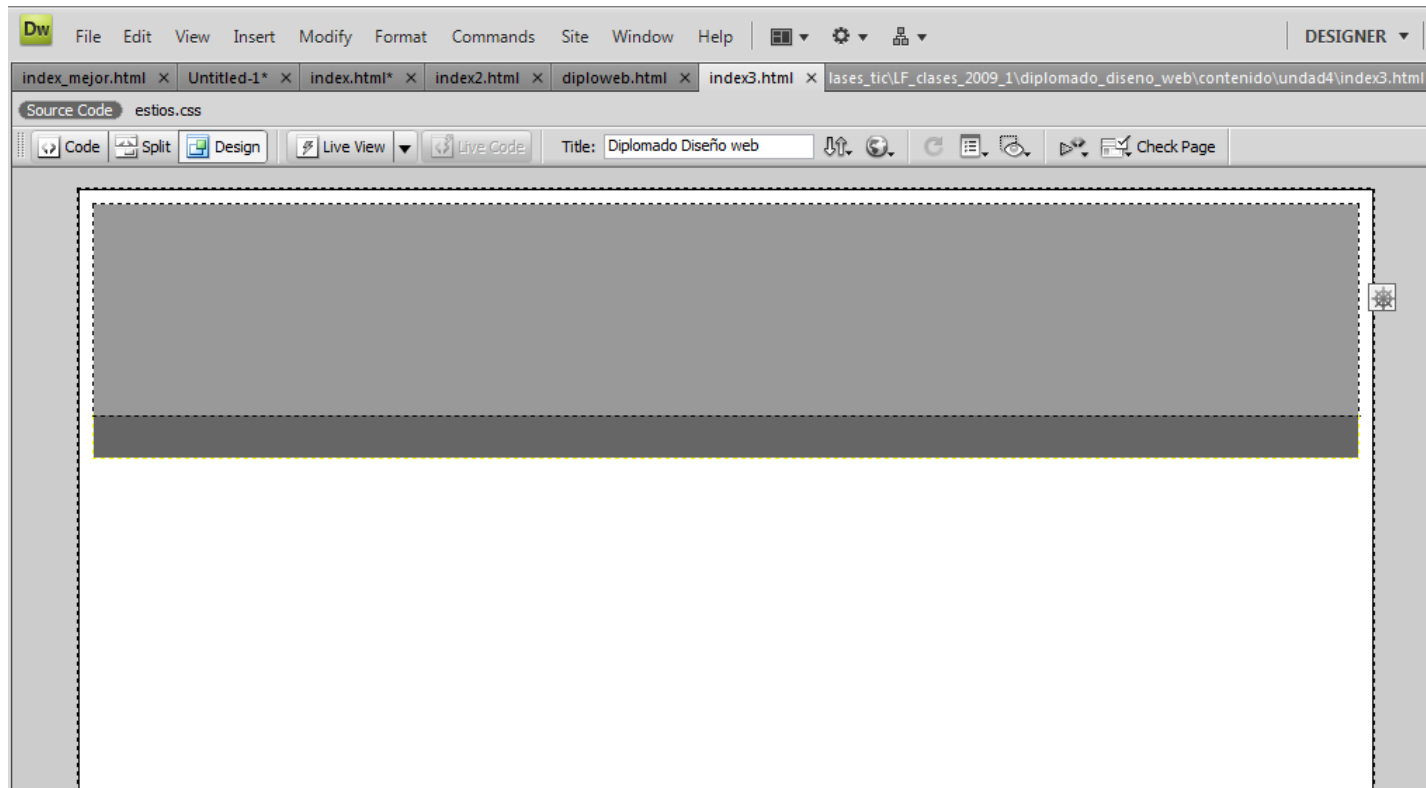 Dw File Edit View Insert Modify Format Commands Site Window Help DESIGNER
index_mejor.html Untitled-1* index.html* index2.html diploweb.html index3.html lases_tic\LF_clases_2009_1\diplomado_diseno_web\contenido\undad4\index3.html
Source Code estios.css
Code Split Design Live View Live Code Title: Diplomado Diseño web Check Page